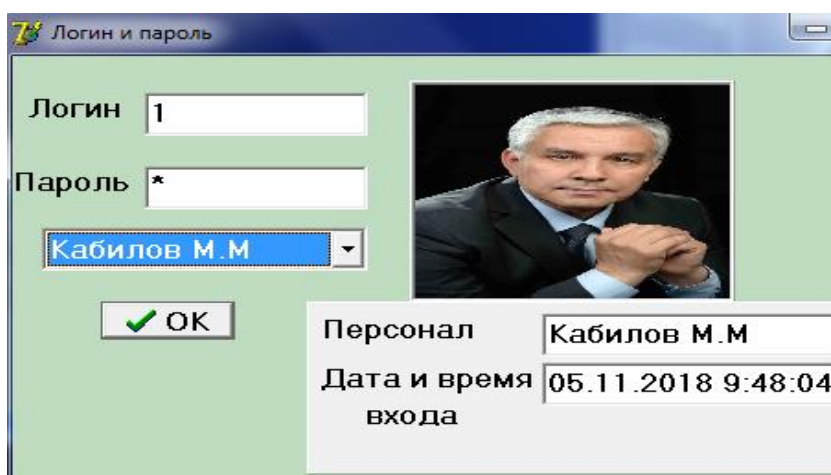 Логин и пароль
Логин 1
Пароль *
Кабилов М.М
OK
Персонал Кабилов М.М
Дата и время 05.11.2018 9:48:04
входа